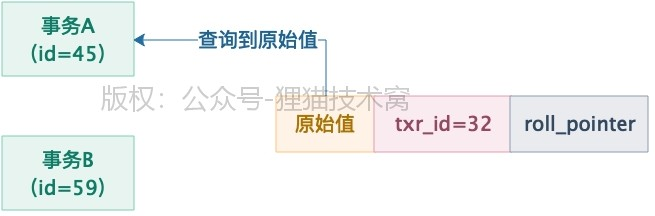 事务A
（id=45）
查询到原始值
版权：公众号-狸猫技术窝
原始值
txr_id=32
roll_pointer
事务B
（id=59）